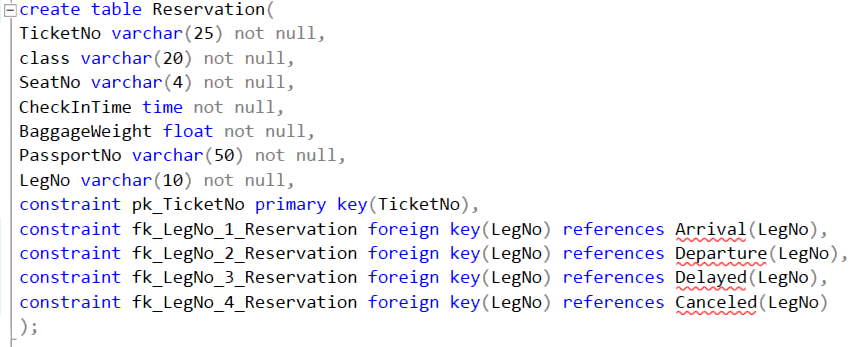 create table Reservation(
TicketNo varchar(25) not null,
class varchar(20) not null,
SeatNo varchar(4) not null,
CheckInTime time not null,
BaggageWeight float not null,
PassportNo varchar(50) not null,
LegNo varchar(10) not null,
constraint pk_TicketNo primary key(TicketNo),
constraint fk_LegNo_1_Reservation foreign key(LegNo) references Arrival(LegNo),
constraint fk_LegNo_2_Reservation foreign key(LegNo) references Departure(LegNo),
constraint fk_LegNo_3_Reservation foreign key(LegNo) references Delayed(LegNo),
constraint fk_LegNo_4_Reservation foreign key(LegNo) references Canceled(LegNo)
);